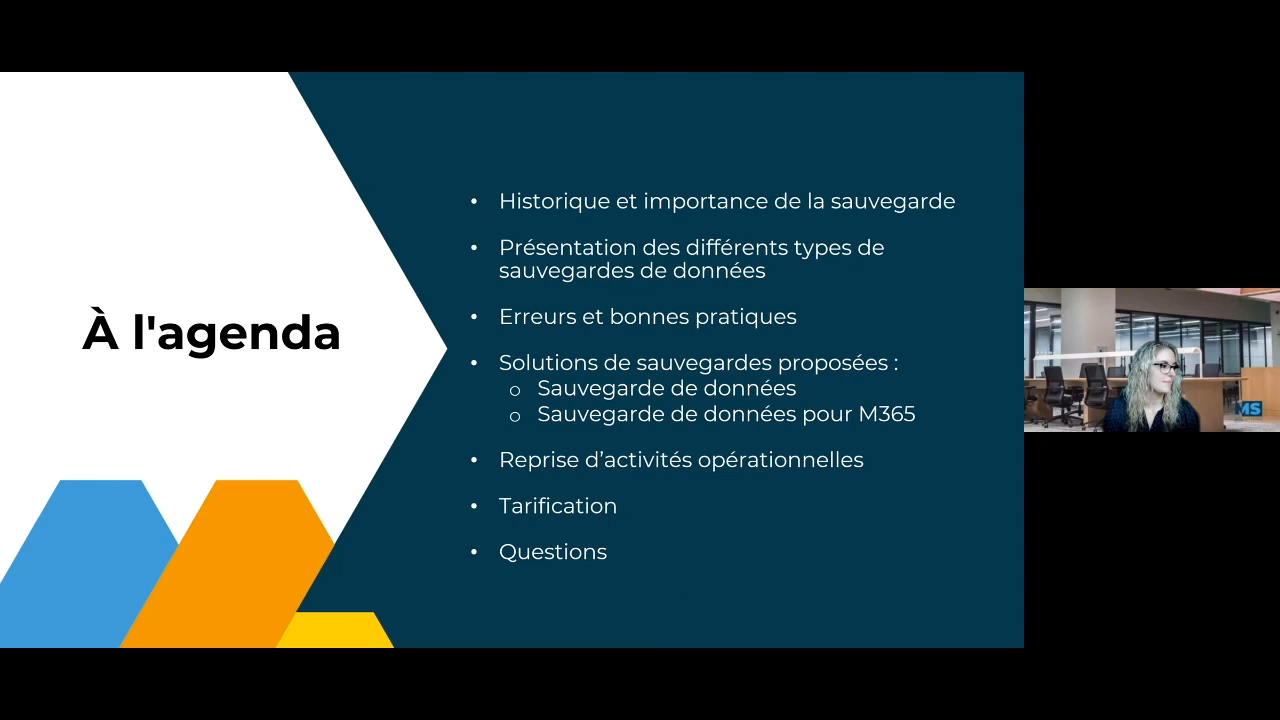 À l'agenda
• Historique et importance de la sauvegarde
• Présentation des différents types de
sauvegardes de données
• Erreurs et bonnes pratiques
• Solutions de sauvegardes proposées :
o Sauvegarde de données
o Sauvegarde de données pour M365
• Reprise d’activités opérationnelles
• Tarification
• Questions
MS